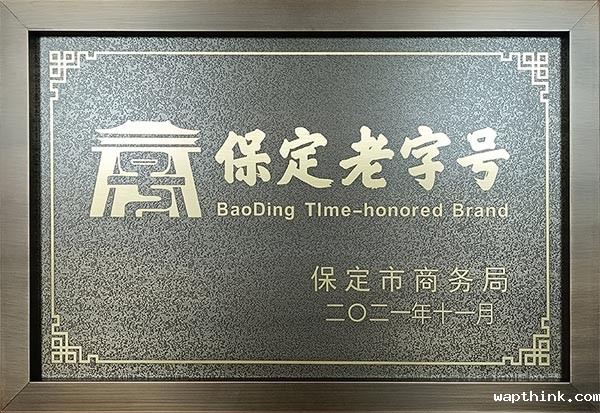 保定老字号
BaoDing TIme-honored Brand
保定市商务局
二〇二一年十一月
wapthink.com